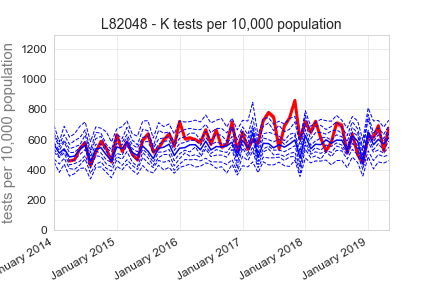 L82048 - K tests per 10,000 population
tests per 10,000 population
1200
1000
800
600
400
200
0
nuary 2014
January 2015
January 2016
January 2017
January 2018
January 2019